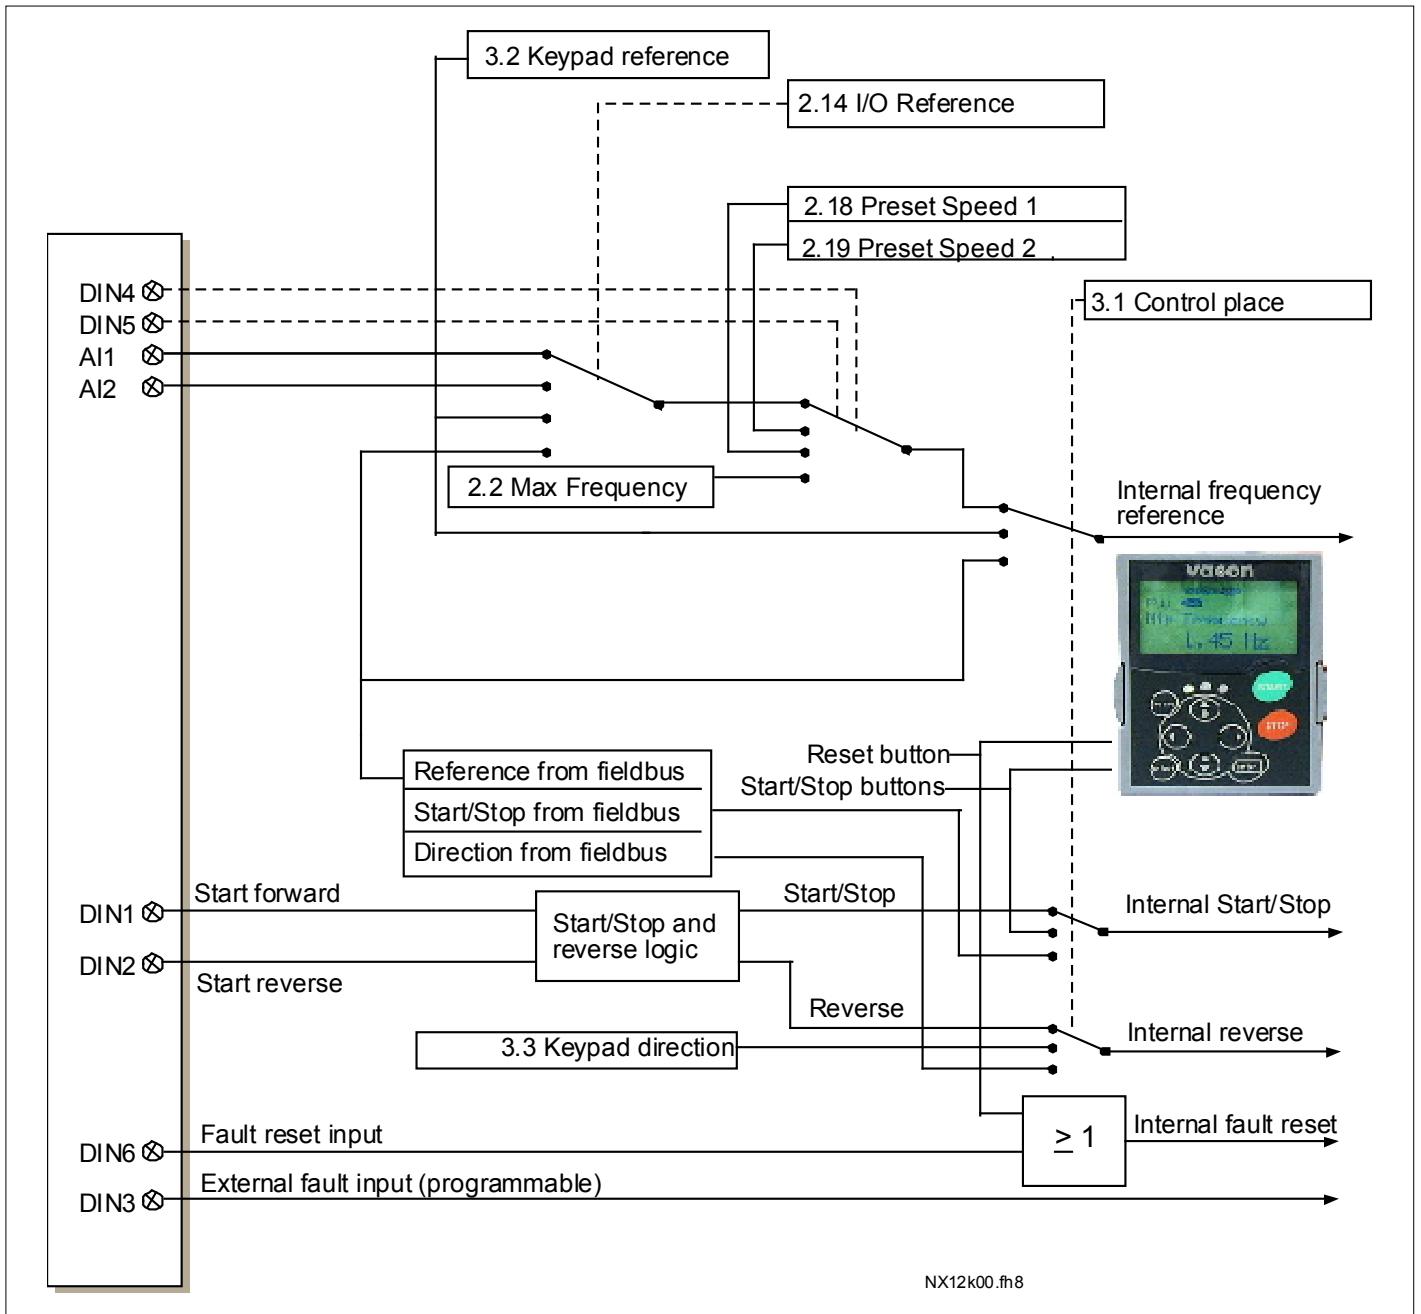 3.2 Keypad reference
2.14 I/O Reference
2.18 Preset Speed 1
2.19 Preset Speed 2
3.1 Control place
DIN4
DIN5
AI1
AI2
2.2 Max Frequency
Internal frequency
reference
vacon
1.45 Hz
START
STOP
Reset button
Start/Stop buttons
Reference from fieldbus
Start/Stop from fieldbus
Direction from fieldbus
DIN1
Start forward
Start/Stop and
reverse logic
Start/Stop
Internal Start/Stop
DIN2
Start reverse
Reverse
3.3 Keypad direction
Internal reverse
≥ 1
DIN6
Fault reset input
Internal fault reset
DIN3
External fault input (programmable)
NX12k00.fh8